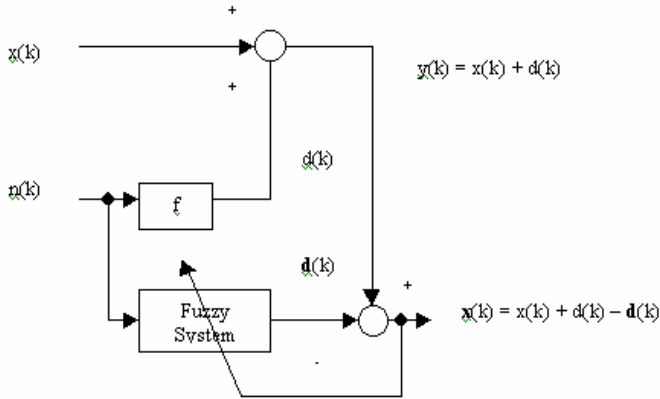 +
x(k)
y(k) = x(k) + d(k)
+
d(k)
n(k)
f
d(k)
+
Fuzzy
System
x(k) = x(k) + d(k) – d(k)
-